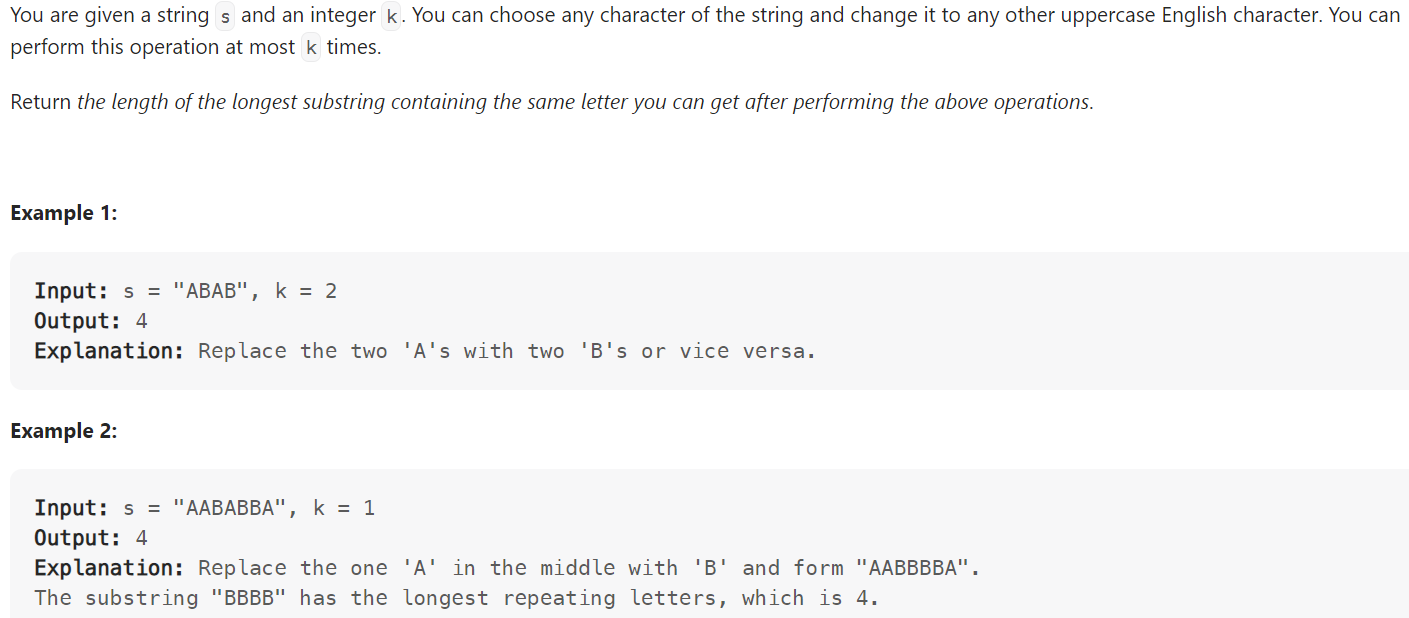 You are given a string s and an integer k. You can choose any character of the string and change it to any other uppercase English character. You can
perform this operation at most k times.
Return the length of the longest substring containing the same letter you can get after performing the above operations.
Example 1:
Input: s = "ABAB", k = 2
Output: 4
Explanation: Replace the two 'A's with two 'B's or vice versa.
Example 2:
Input: s = "AABABBA", k = 1
Output: 4
Explanation: Replace the one 'A' in the middle with 'B' and form "AABBBBA".
The substring "BBBB" has the longest repeating letters, which is 4.